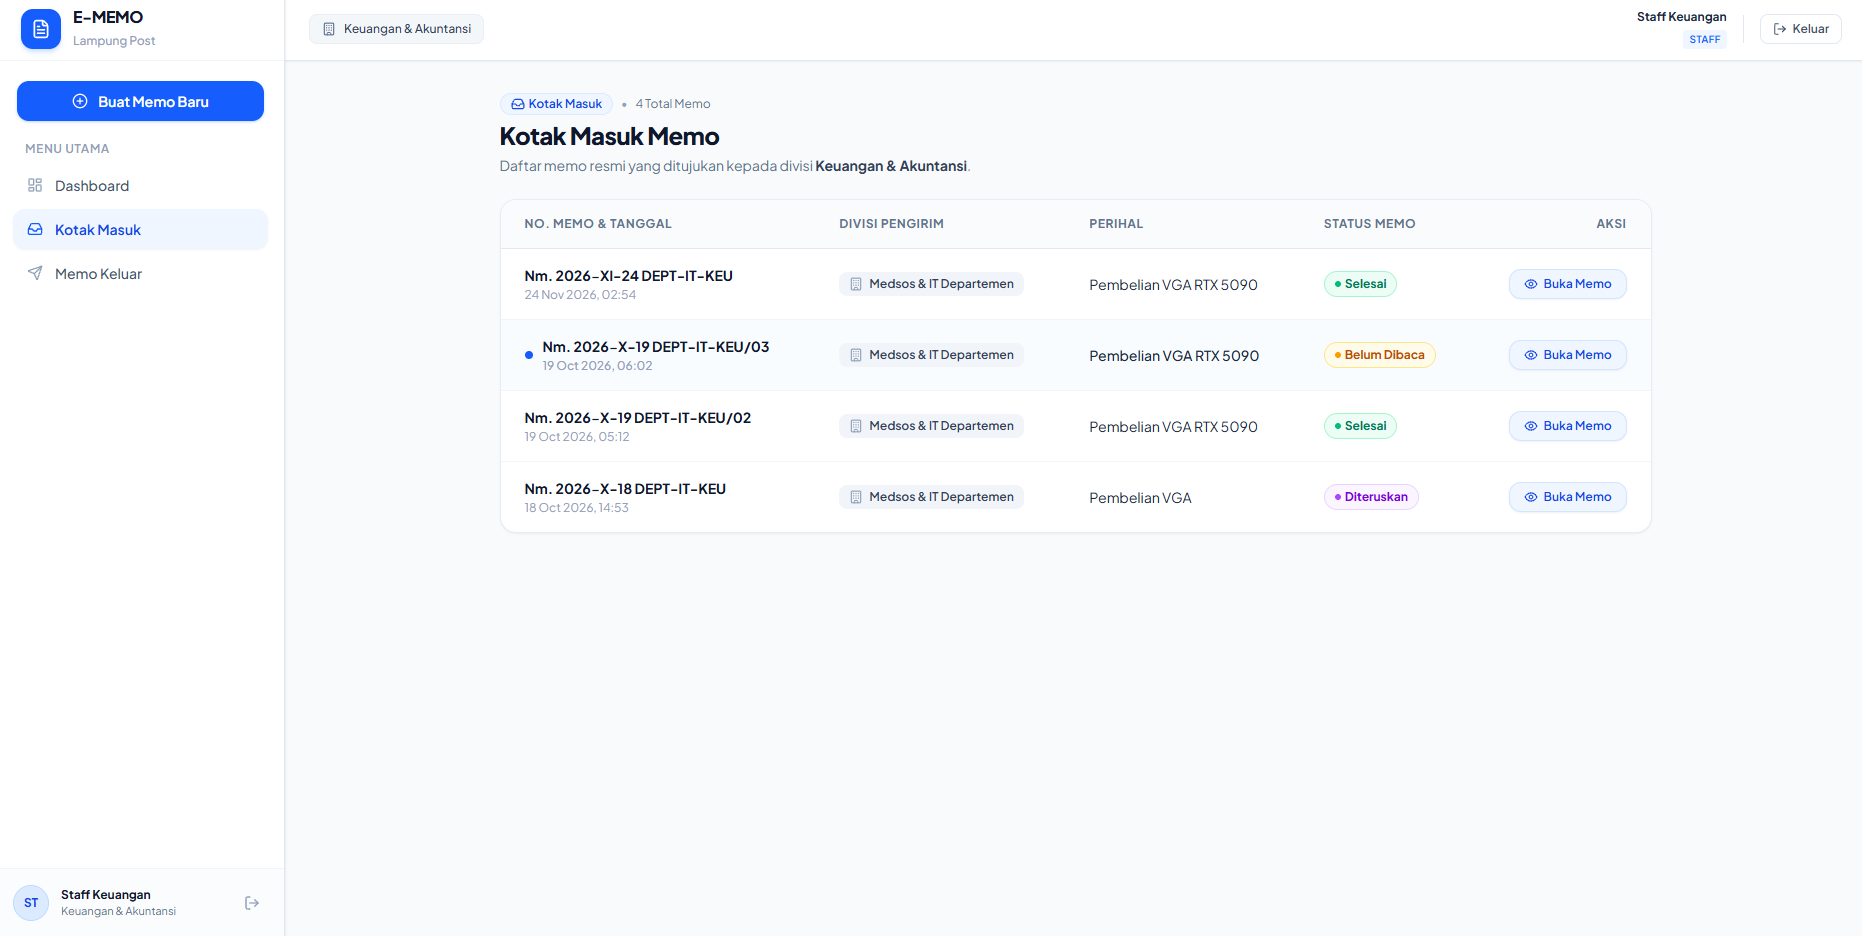 E-MEMO
Lampung Post
Keuangan & Akuntansi
Staff Keuangan
STAFF
Keluar
Buat Memo Baru
MENU UTAMA
Dashboard
Kotak Masuk
Memo Keluar
Kotak Masuk • 4 Total Memo
Kotak Masuk Memo
Daftar memo resmi yang ditujukan kepada divisi Keuangan & Akuntansi.
NO. MEMO & TANGGAL DIVISI PENGIRIM PERIHAL STATUS MEMO AKSI
Nm. 2026-XI-24 DEPT-IT-KEU
24 Nov 2026, 02:54
Medsos & IT Departemen
Pembelian VGA RTX 5090
Selesai
Buka Memo
Nm. 2026-X-19 DEPT-IT-KEU/03
19 Oct 2026, 06:02
Medsos & IT Departemen
Pembelian VGA RTX 5090
Belum Dibaca
Buka Memo
Nm. 2026-X-19 DEPT-IT-KEU/02
19 Oct 2026, 05:12
Medsos & IT Departemen
Pembelian VGA RTX 5090
Selesai
Buka Memo
Nm. 2026-X-18 DEPT-IT-KEU
18 Oct 2026, 14:53
Medsos & IT Departemen
Pembelian VGA
Diteruskan
Buka Memo
ST
Staff Keuangan
Keuangan & Akuntansi